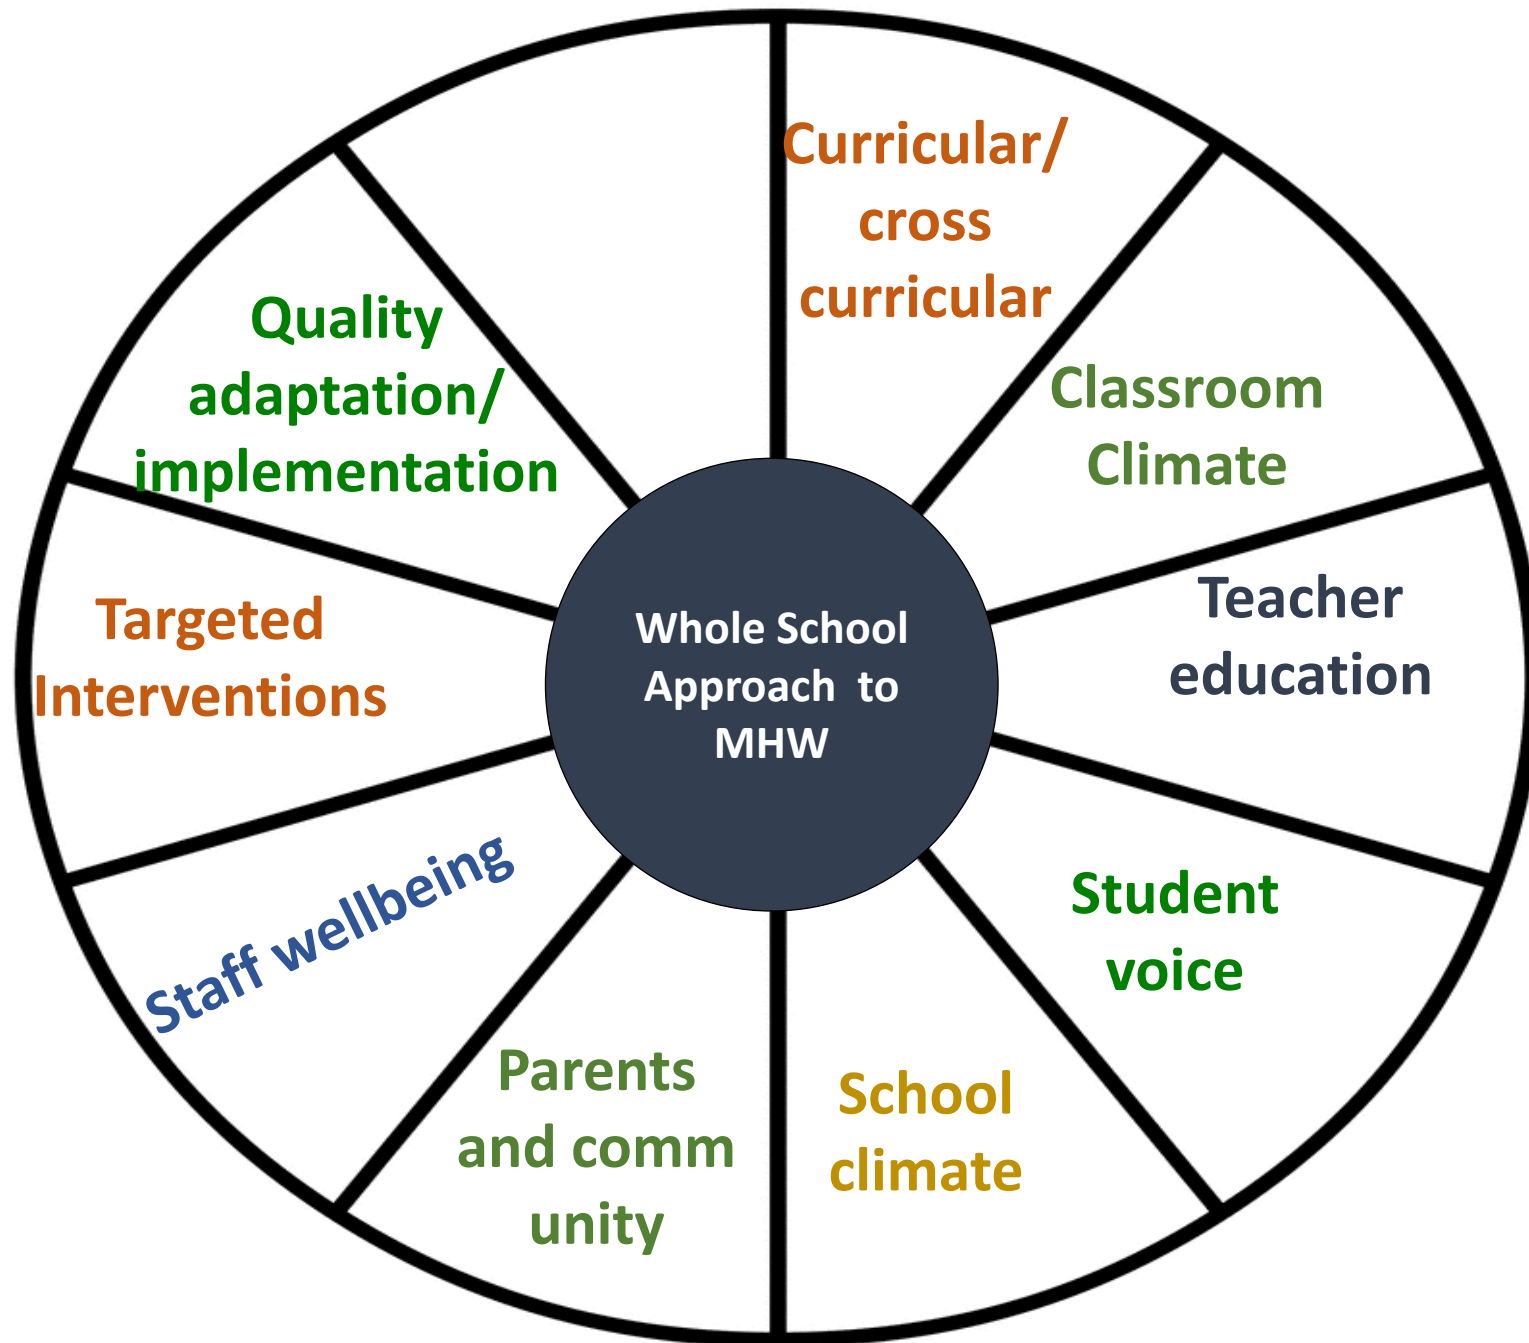 Curricular/
cross
curricular
Classroom
Climate
Teacher
education
Student
voice
School
climate
Parents
and comm
unity
Staff wellbeing
Targeted
Interventions
Quality
adaptation/
implementation
Whole School
Approach to
MHW